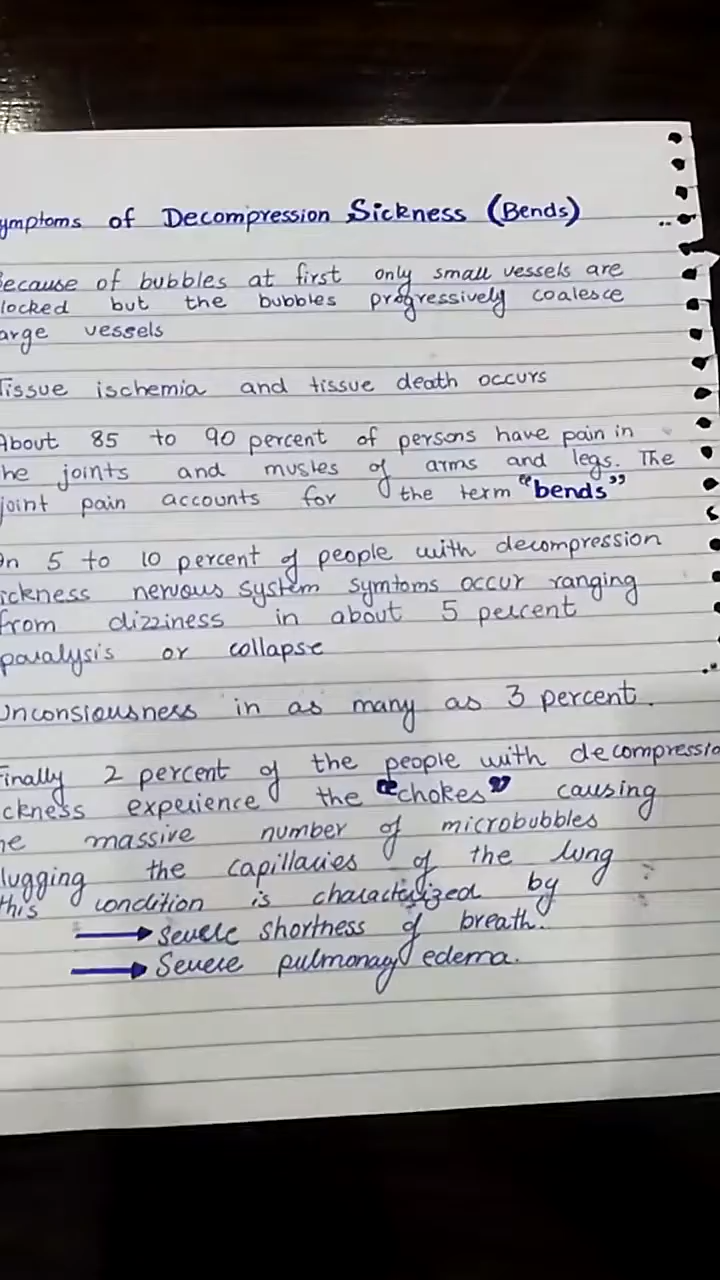 ymptoms of Decompression Sickness (Bends)
Because of bubbles at first only small vessels are
locked but the bubbles progressively coalesce
arge vessels
Tissue ischemia and tissue death occurs
About 85 to 90 percent of persons have pain in
he joints and musles of arms and legs. The
joint pain accounts for the term "bends"
In 5 to 10 percent of people with decompression
ickness nervous system symtoms occur ranging
from dizziness in about 5 percent
paralysis or collapse
Unconsiousness in as many as 3 percent.
Finally 2 percent of the people with decompressio
ickness experience the "chokes" causing
he massive number of microbubbles
lugging the capillaries of the lung
this condition is characterized by
→ severe shortness of breath.
→ Severe pulmonary edema.